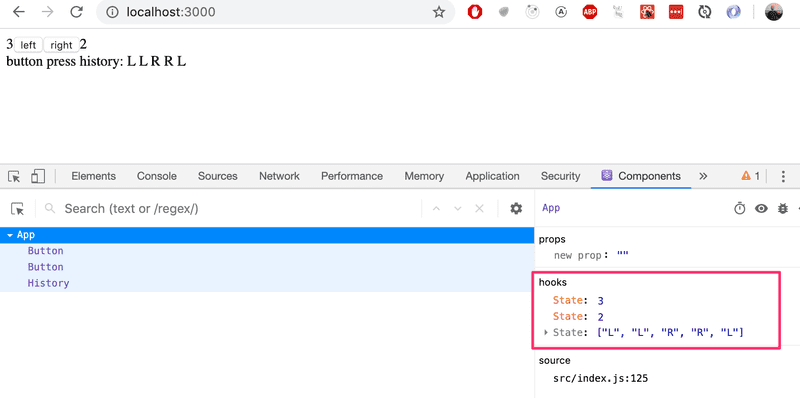 localhost:3000
ABP
3 left right 2
button press history: L L R R L
Elements Console Sources Network Performance Memory Application Security Components » 1
Search (text or /regex/)
App
App
Button
Button
History
props
new prop: ""
hooks
State: 3
State: 2
State: ["L", "L", "R", "R", "L"]
source
src/index.js:125